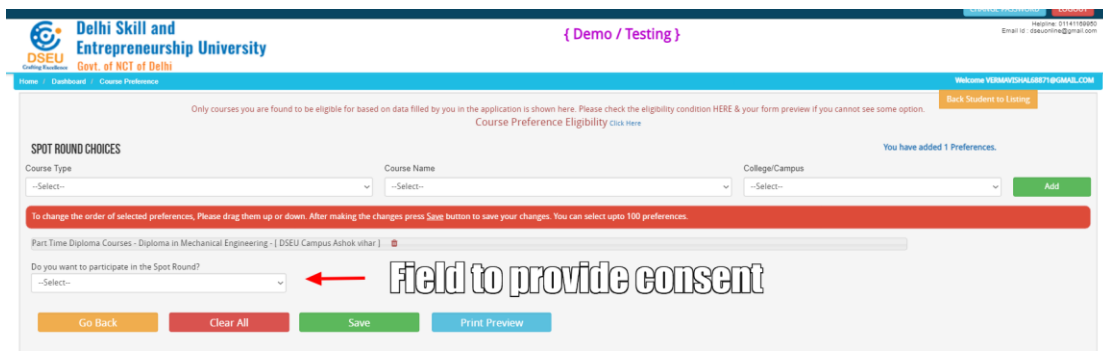 CHANGE PASSWORD LOGOUT
Delhi Skill and
Entrepreneurship University
Govt. of NCT of Delhi
DSEU
Crafting Excellence
{ Demo / Testing }
Helpline: 01141169950
Email Id : dseuonline@gmail.com
Home / Dashboard / Course Preference
Welcome VERMAVISHAL68871@GMAIL.COM
Back Student to Listing
Only courses you are found to be eligible for based on data filled by you in the application is shown here. Please check the eligibility condition HERE & your form preview if you cannot see some option.
Course Preference Eligibility Click Here
SPOT ROUND CHOICES
You have added 1 Preferences.
Course Type Course Name College/Campus
--Select-- --Select-- --Select-- Add
To change the order of selected preferences, Please drag them up or down. After making the changes press Save button to save your changes. You can select upto 100 preferences.
Part Time Diploma Courses - Diploma in Mechanical Engineering - [ DSEU Campus Ashok vihar ]
Do you want to participate in the Spot Round?
--Select--
Field to provide consent
Go Back Clear All Save Print Preview